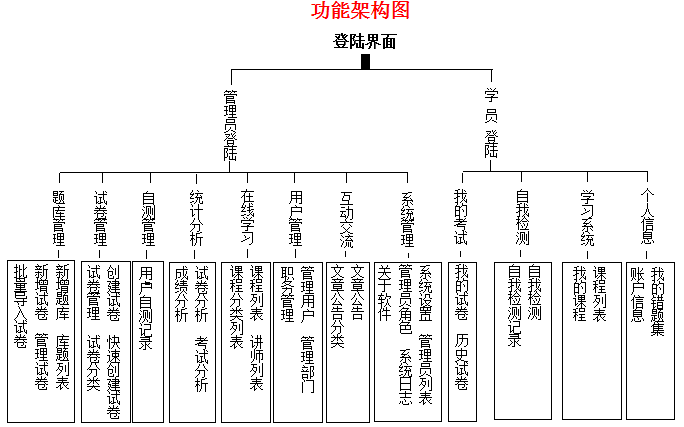 功能架构图
登陆界面
管理员登陆
学 员 登陆
题库管理
试卷管理
自测管理
统计分析
在线学习
用户管理
互动交流
系统管理
我的考试
自我检测
学习系统
个人信息
新增题库 库题列表
新增试卷 管理试卷
批量导入试卷
创建试卷 快速创建试卷
试卷管理 试卷分类
用户自测记录
试卷分析 考试分析
成绩分析
课程列表 讲师列表
课程分类列表
管理用户 管理部门
职务管理
文章公告
文章公告分类
系统设置 管理员列表
管理员角色 系统日志
关于软件
我的试卷 历史试卷
自我检测
自我检测记录
课程列表
我的课程
我的错题集
账户信息